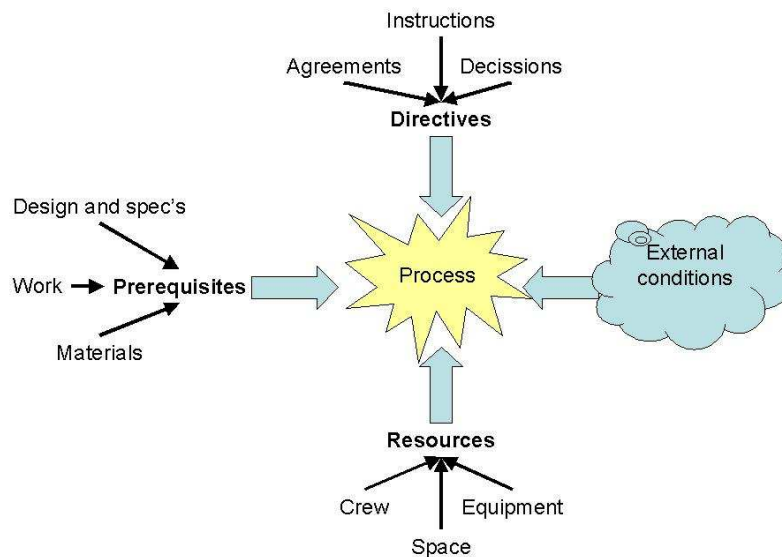 Instructions
Agreements
Decissions
Directives
Design and spec's
Work
Prerequisites
Materials
Process
External
conditions
Resources
Crew
Equipment
Space